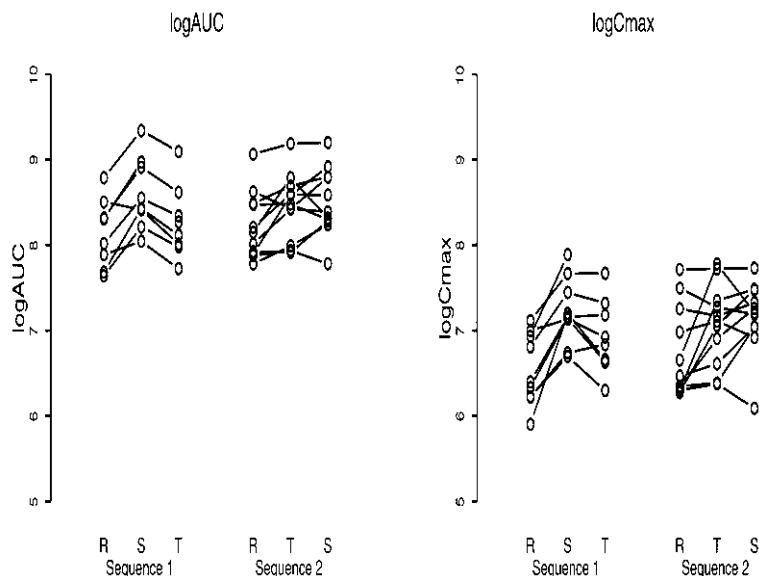 logAUC
logCmax
10
9
8
7
6
5
logAUC
R S T
Sequence 1
R T S
Sequence 2
10
9
8
7
6
5
logCmax
R S T
Sequence 1
R T S
Sequence 2